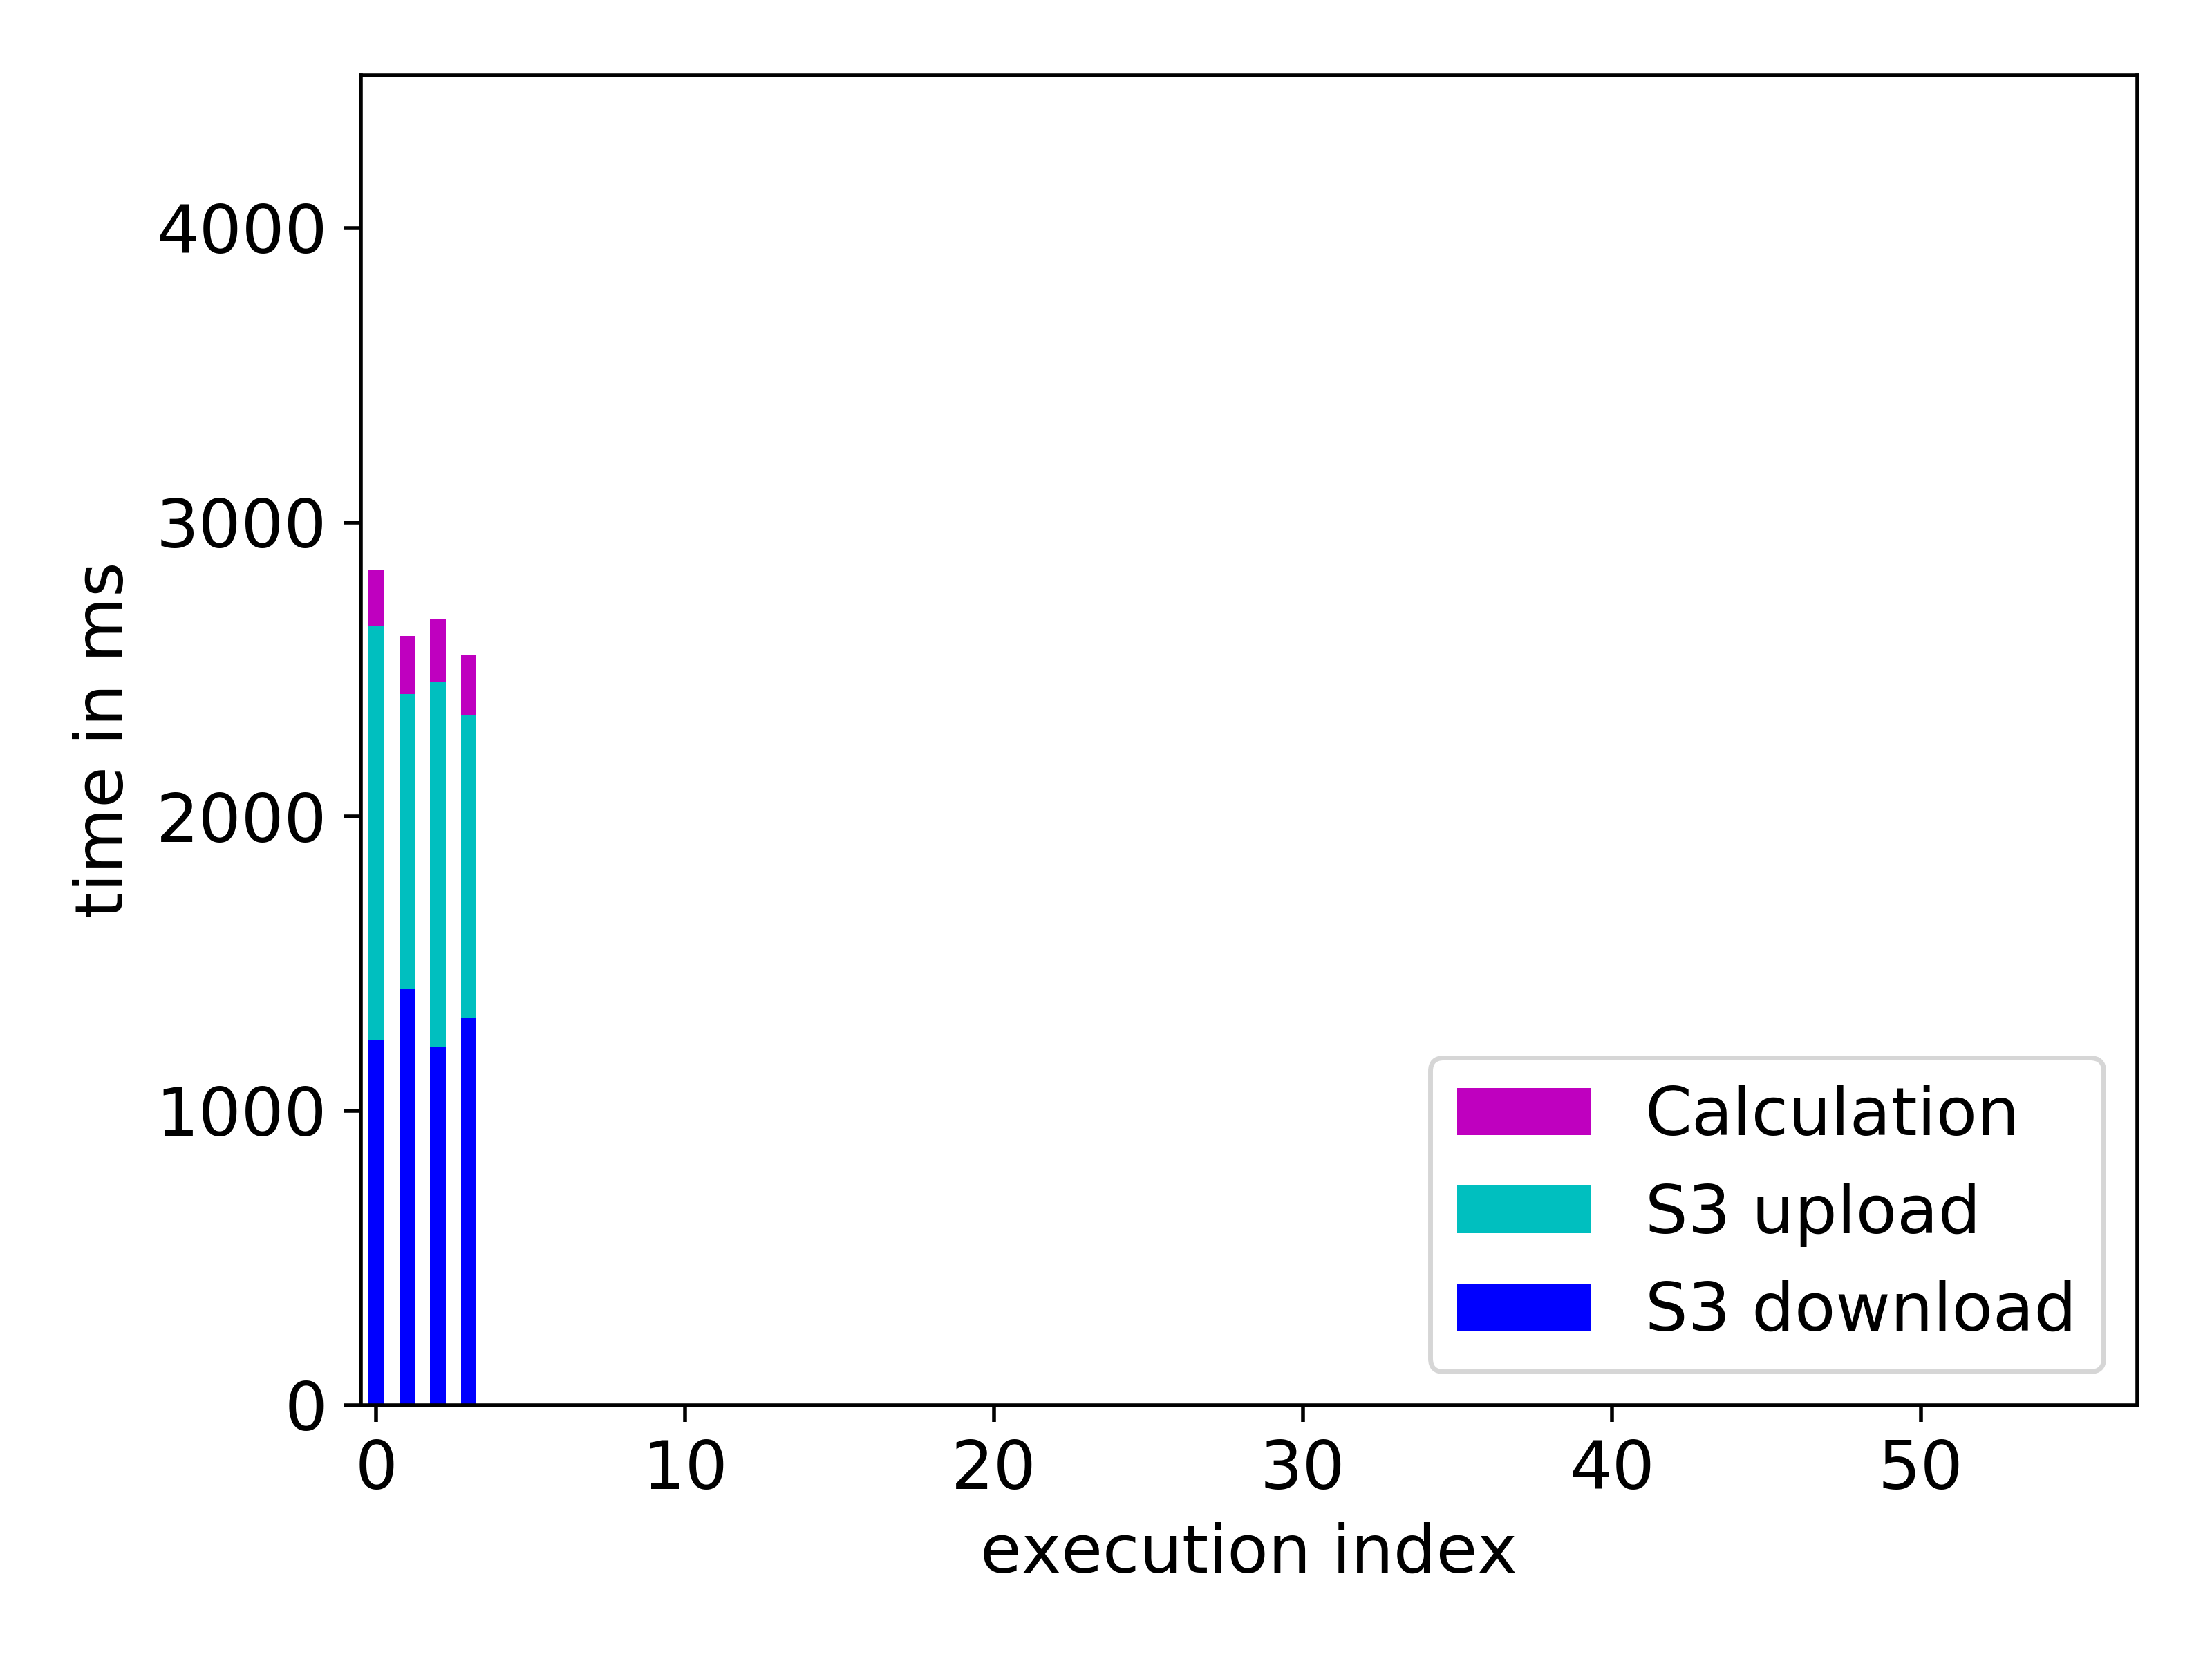 4000
3000
2000
1000
0
time in ms
0 10 20 30 40 50
execution index
Calculation
S3 upload
S3 download